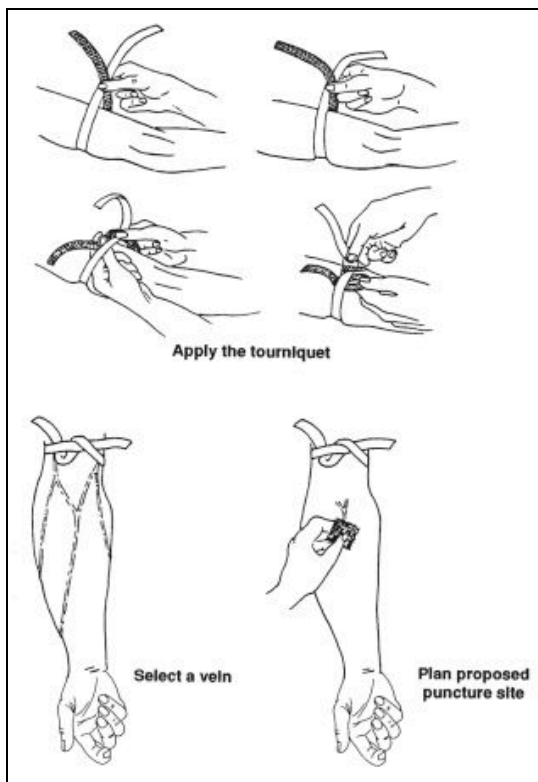 Apply the tourniquet
Select a vein
Plan proposed
puncture site